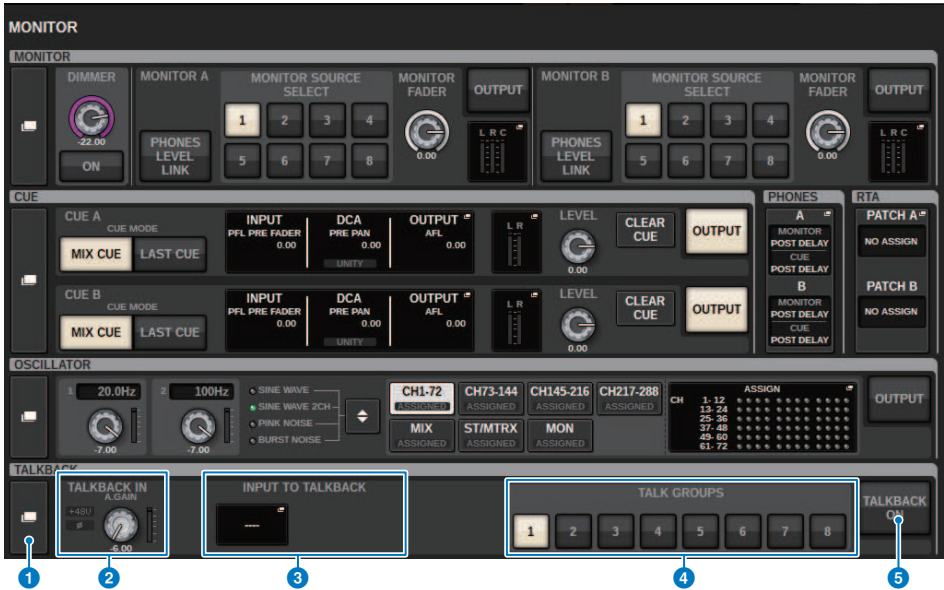 MONITOR
MONITOR
DIMMER
-22.00
ON
MONITOR A
PHONES LEVEL LINK
MONITOR SOURCE SELECT
1 2 3 4
5 6 7 8
MONITOR FADER
0.00
OUTPUT
L R C
MONITOR B
PHONES LEVEL LINK
MONITOR SOURCE SELECT
1 2 3 4
5 6 7 8
MONITOR FADER
0.00
OUTPUT
L R C
CUE
CUE A
CUE MODE
MIX CUE LAST CUE
INPUT DCA OUTPUT
PFL PRE FADER PRE PAN AFL
0.00 0.00 0.00
UNITY
L R
LEVEL
0.00
CLEAR CUE
OUTPUT
CUE B
CUE MODE
MIX CUE LAST CUE
INPUT DCA OUTPUT
PFL PRE FADER PRE PAN AFL
0.00 0.00 0.00
UNITY
L R
LEVEL
0.00
CLEAR CUE
OUTPUT
PHONES
A
MONITOR
POST DELAY
CUE
POST DELAY
B
MONITOR
POST DELAY
CUE
POST DELAY
RTA
PATCH A
NO ASSIGN
PATCH B
NO ASSIGN
OSCILLATOR
1 20.0Hz
-7.00
2 100Hz
-7.00
SINE WAVE
SINE WAVE 2CH
PINK NOISE
BURST NOISE
CH1-72 CH73-144 CH145-216 CH217-288
ASSIGNED ASSIGNED ASSIGNED ASSIGNED
MIX ST/MTRX MON
ASSIGNED ASSIGNED ASSIGNED
ASSIGN
CH 1- 12
13- 24
25- 36
37- 48
49- 60
61- 72
OUTPUT
TALKBACK
TALKBACK IN
A.GAIN
+48V
ø
-6.00
INPUT TO TALKBACK
----
TALK GROUPS
1 2 3 4 5 6 7 8
TALKBACK ON
1 2 3 4 5